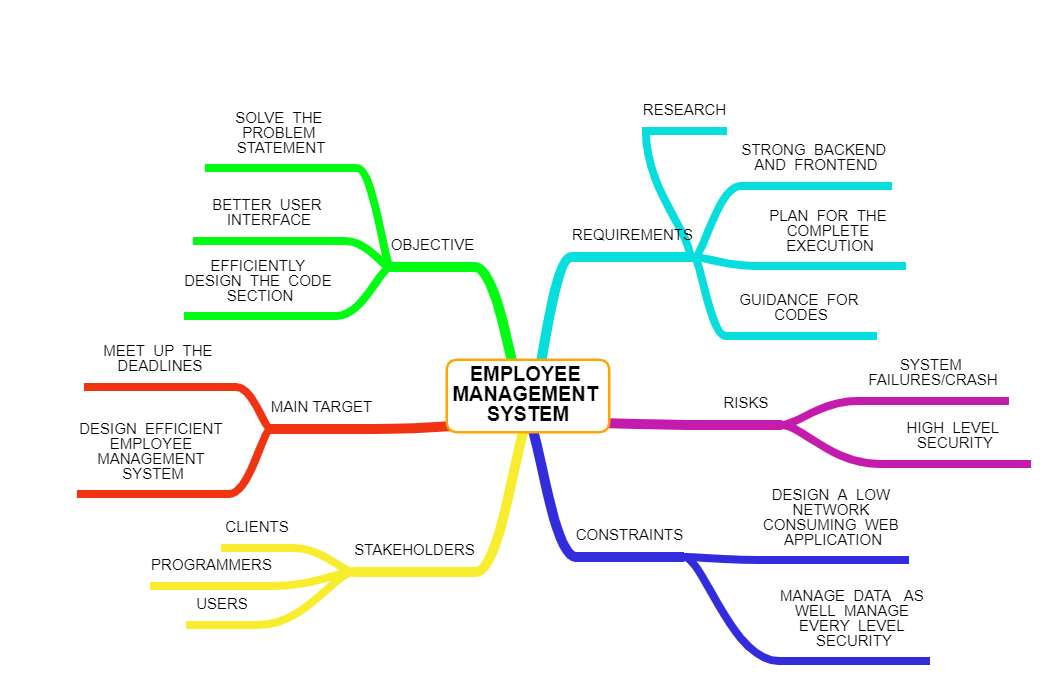 SOLVE THE
PROBLEM
STATEMENT
BETTER USER
INTERFACE
EFFICIENTLY
DESIGN THE CODE
SECTION
OBJECTIVE
RESEARCH
STRONG BACKEND
AND FRONTEND
PLAN FOR THE
COMPLETE
EXECUTION
GUIDANCE FOR
CODES
REQUIREMENTS
EMPLOYEE
MANAGEMENT
SYSTEM
MEET UP THE
DEADLINES
DESIGN EFFICIENT
EMPLOYEE
MANAGEMENT
SYSTEM
MAIN TARGET
RISKS
SYSTEM
FAILURES/CRASH
HIGH LEVEL
SECURITY
CLIENTS
PROGRAMMERS
USERS
STAKEHOLDERS
CONSTRAINTS
DESIGN A LOW
NETWORK
CONSUMING WEB
APPLICATION
MANAGE DATA AS
WELL MANAGE
EVERY LEVEL
SECURITY